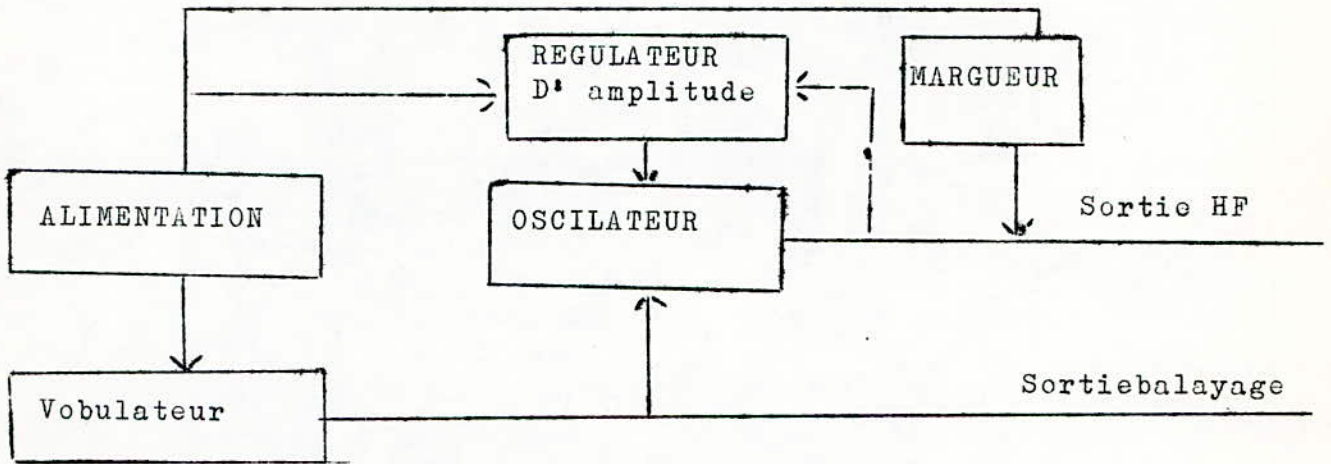 REGULATEUR
D' amplitude
MARGUEUR
ALIMENTATION
OSCILATEUR
Sortie HF
Sortiebalayage
Vobulateur